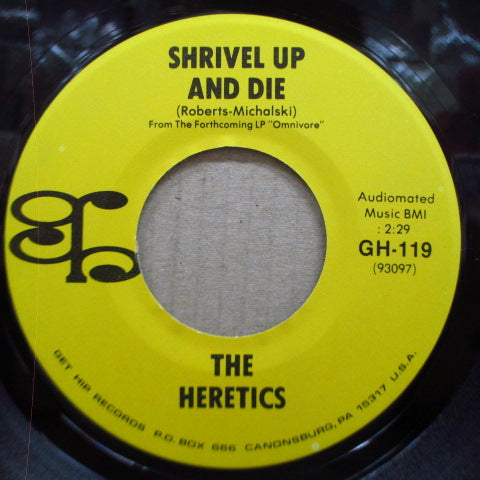 SHRIVEL UP
AND DIE
(Roberts-Michalski)
From The Forthcoming LP "Omnivore"
Audiomated
Music BMI
: 2:29
GH-119
(93097)
THE
HERETICS
GET HIP RECORDS P.O. BOX 666 CANONSBURG, PA 15317 U.S.A.